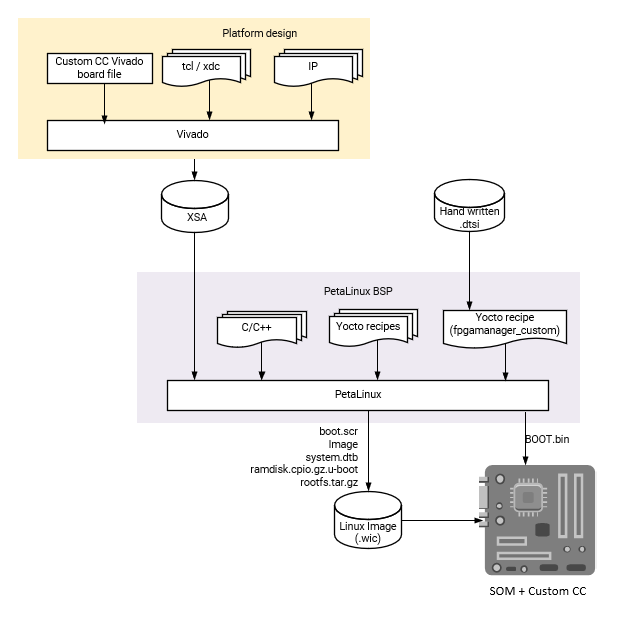 Platform design
Custom CC Vivado
board file
tcl / xdc
IP
Vivado
XSA
Hand written
.dtsi
PetaLinux BSP
C/C++
Yocto recipes
Yocto recipe
(fpgamanager_custom)
PetaLinux
boot.scr
Image
system.dtb
ramdisk.cpio.gz.u-boot
rootfs.tar.gz
BOOT.bin
Linux Image
(.wic)
SOM + Custom CC